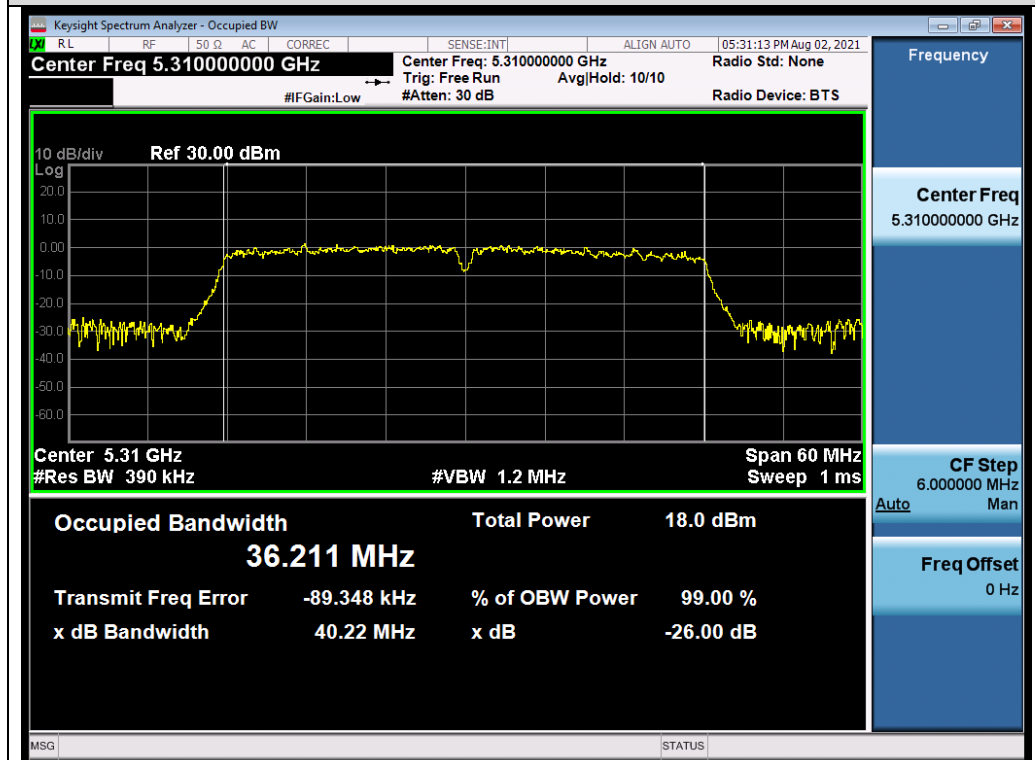 Keysight Spectrum Analyzer - Occupied BW
LXI RL RF 50 Ω AC CORREC SENSE:INT ALIGN AUTO 05:31:13 PM Aug 02, 2021
Center Freq 5.310000000 GHz
Center Freq: 5.310000000 GHz Radio Std: None
Trig: Free Run Avg|Hold: 10/10
#IFGain:Low #Atten: 30 dB Radio Device: BTS
10 dB/div Ref 30.00 dBm
Log
20.0
10.0
0.00
-10.0
-20.0
-30.0
-40.0
-50.0
-60.0
Center 5.31 GHz Span 60 MHz
#Res BW 390 kHz #VBW 1.2 MHz Sweep 1 ms
Occupied Bandwidth Total Power 18.0 dBm
36.211 MHz
Transmit Freq Error -89.348 kHz % of OBW Power 99.00 %
x dB Bandwidth 40.22 MHz x dB -26.00 dB
MSG STATUS
Frequency
Center Freq
5.310000000 GHz
CF Step
6.000000 MHz
Auto Man
Freq Offset
0 Hz